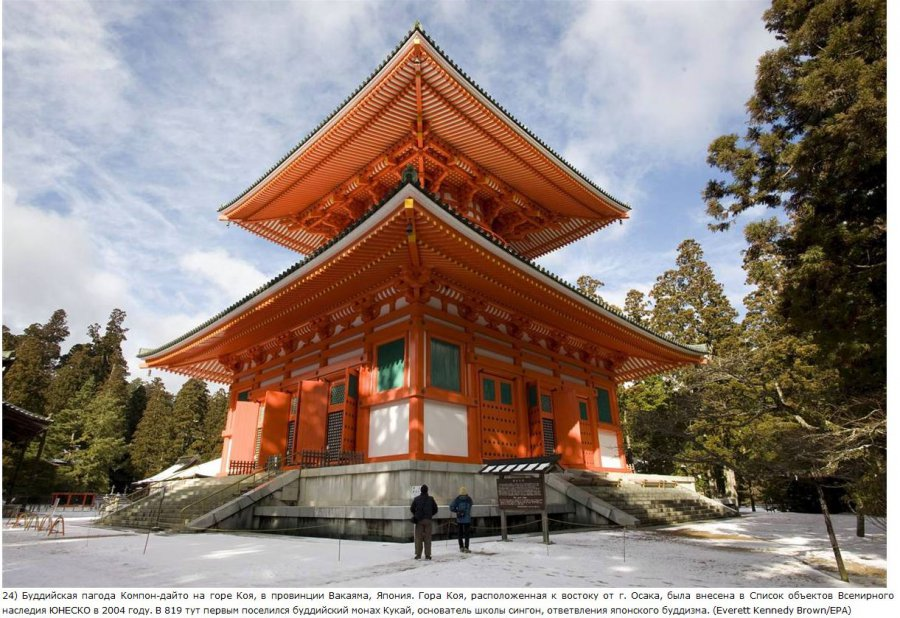 24) Буддийская пагода Компон-дайто на горе Коя, в провинции Вакаяма, Япония. Гора Коя, расположенная к востоку от г. Осака, была внесена в Список объектов Всемирного
наследия ЮНЕСКО в 2004 году. В 819 тут первым поселился буддийский монах Кукай, основатель школы сингон, ответвления японского буддизма. (Everett Kennedy Brown/EPA)